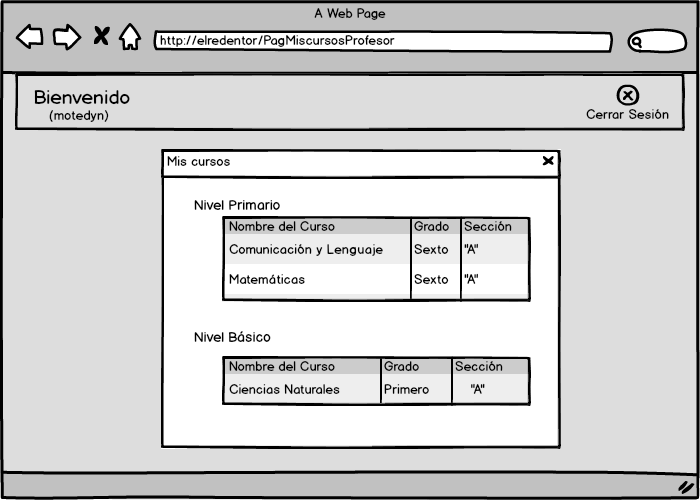 A Web Page
http://elredentor/PagMiscursosProfesor
Bienvenido
(motedyn)
Cerrar Sesión
Mis cursos
Nivel Primario
Nombre del Curso Grado Sección
Comunicación y Lenguaje Sexto "A"
Matemáticas Sexto "A"
Nivel Básico
Nombre del Curso Grado Sección
Ciencias Naturales Primero "A"